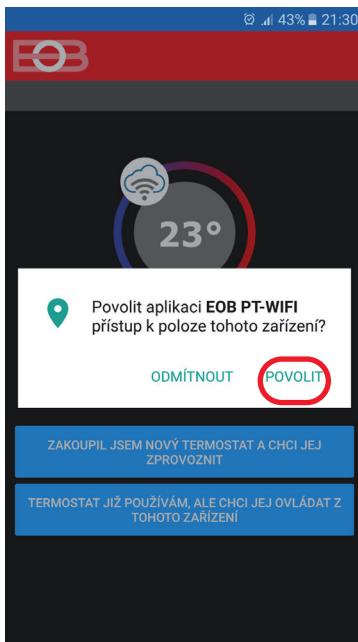 43% 21:30
EOB
23°
Povolit aplikaci EOB PT-WIFI
přístup k poloze tohoto zařízení?
ODMÍTNOUT POVOLIT
ZAKOUPIL JSEM NOVÝ TERMOSTAT A CHCI JEJ
ZPROVOZNIT
TERMOSTAT JIŽ POUŽÍVÁM, ALE CHCI JEJ OVLÁDAT Z
TOHOTO ZAŘÍZENÍ